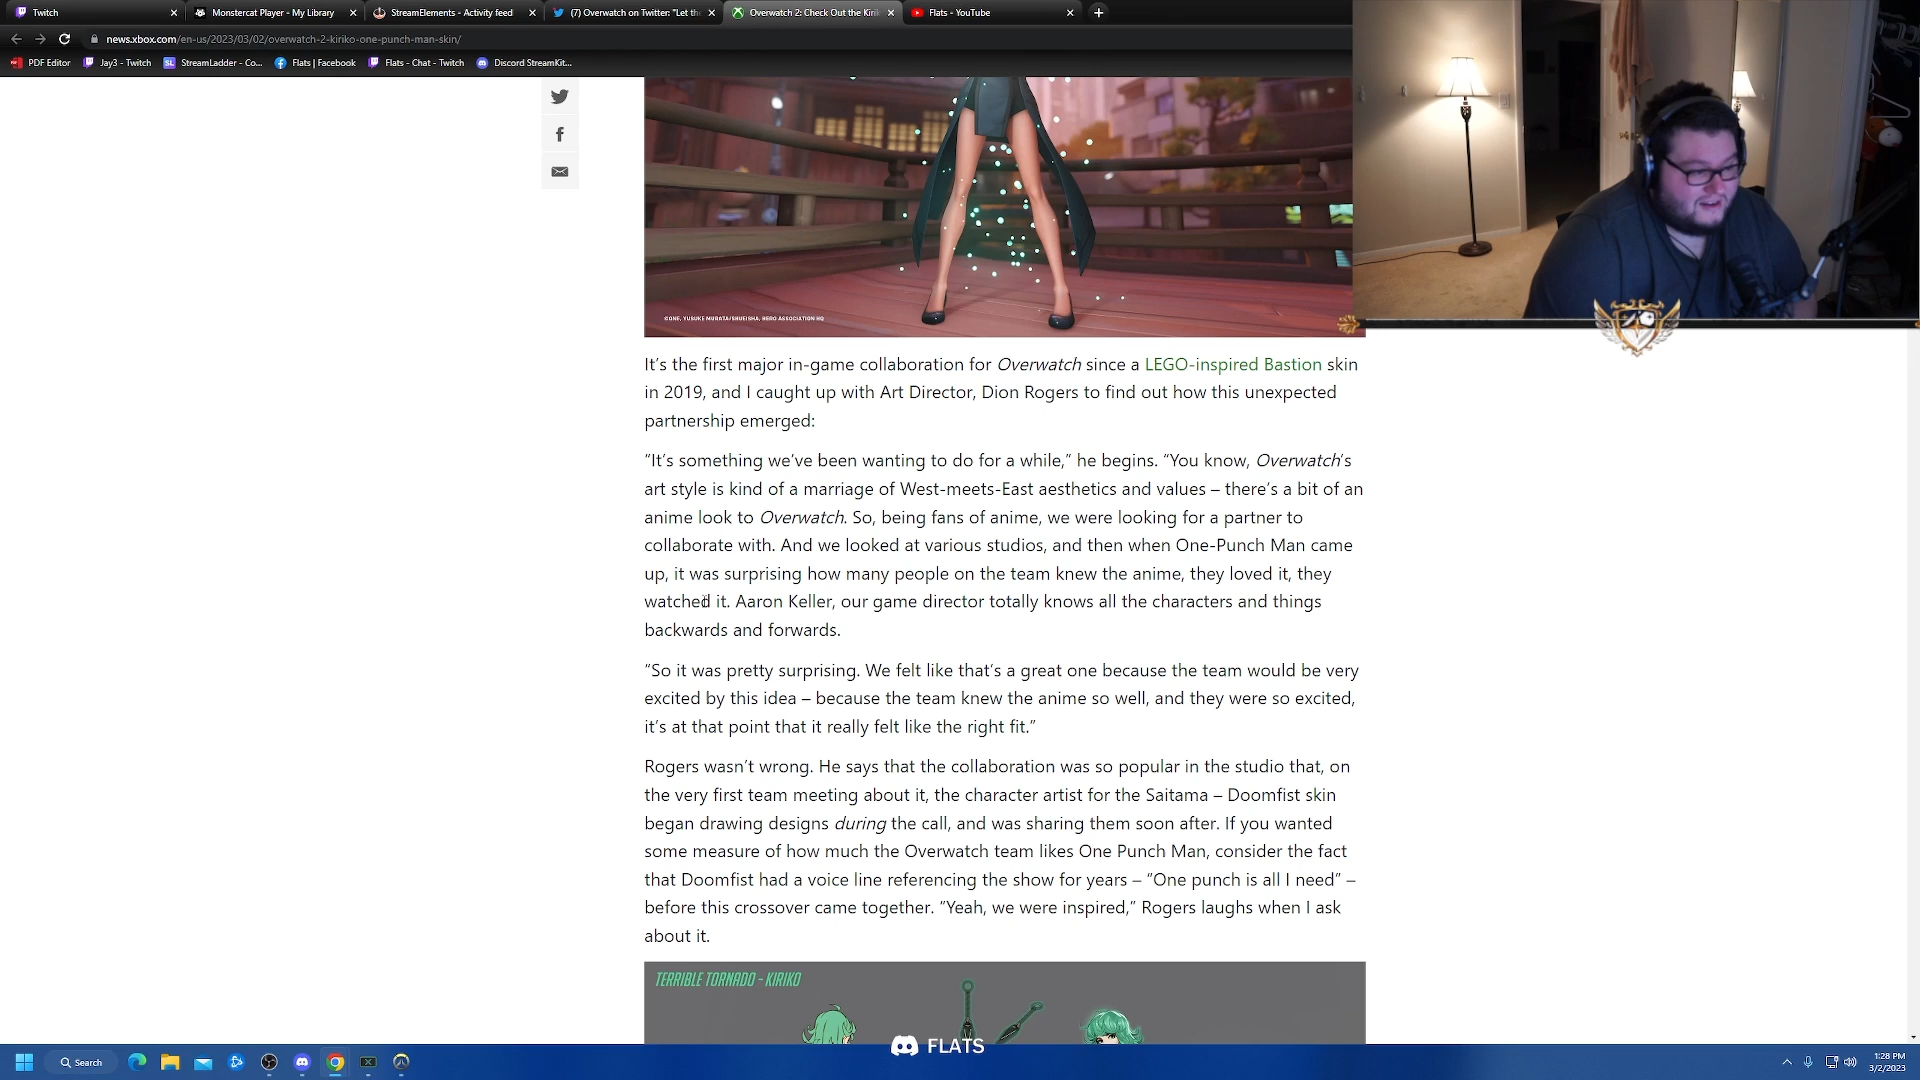 Twitch
Monstercat Player - My Library
StreamElements - Activity feed
(7) Overwatch on Twitter: "Let th
Overwatch 2: Check Out the Kirik
Flats - YouTube
news.xbox.com/en-us/2023/03/02/overwatch-2-kiriko-one-punch-man-skin/
PDF Editor
Jay3 - Twitch
SL
StreamLadder - Co...
Flats | Facebook
Flats - Chat - Twitch
Discord StreamKit...
©ONE, YUSUKE MURATA/SHUEISHA, HERO ASSOCIATION HQ
It's the first major in-game collaboration for Overwatch since a LEGO-inspired Bastion skin
in 2019, and I caught up with Art Director, Dion Rogers to find out how this unexpected
partnership emerged:
“It's something we've been wanting to do for a while,” he begins. “You know, Overwatch's
art style is kind of a marriage of West-meets-East aesthetics and values – there's a bit of an
anime look to Overwatch. So, being fans of anime, we were looking for a partner to
collaborate with. And we looked at various studios, and then when One-Punch Man came
up, it was surprising how many people on the team knew the anime, they loved it, they
watched it. Aaron Keller, our game director totally knows all the characters and things
backwards and forwards.
“So it was pretty surprising. We felt like that's a great one because the team would be very
excited by this idea – because the team knew the anime so well, and they were so excited,
it's at that point that it really felt like the right fit.”
Rogers wasn't wrong. He says that the collaboration was so popular in the studio that, on
the very first team meeting about it, the character artist for the Saitama – Doomfist skin
began drawing designs during the call, and was sharing them soon after. If you wanted
some measure of how much the Overwatch team likes One Punch Man, consider the fact
that Doomfist had a voice line referencing the show for years – “One punch is all I need” –
before this crossover came together. “Yeah, we were inspired,” Rogers laughs when I ask
about it.
TERRIBLE TORNADO - KIRIKO
FLATS
Search
1:28 PM
3/2/2023